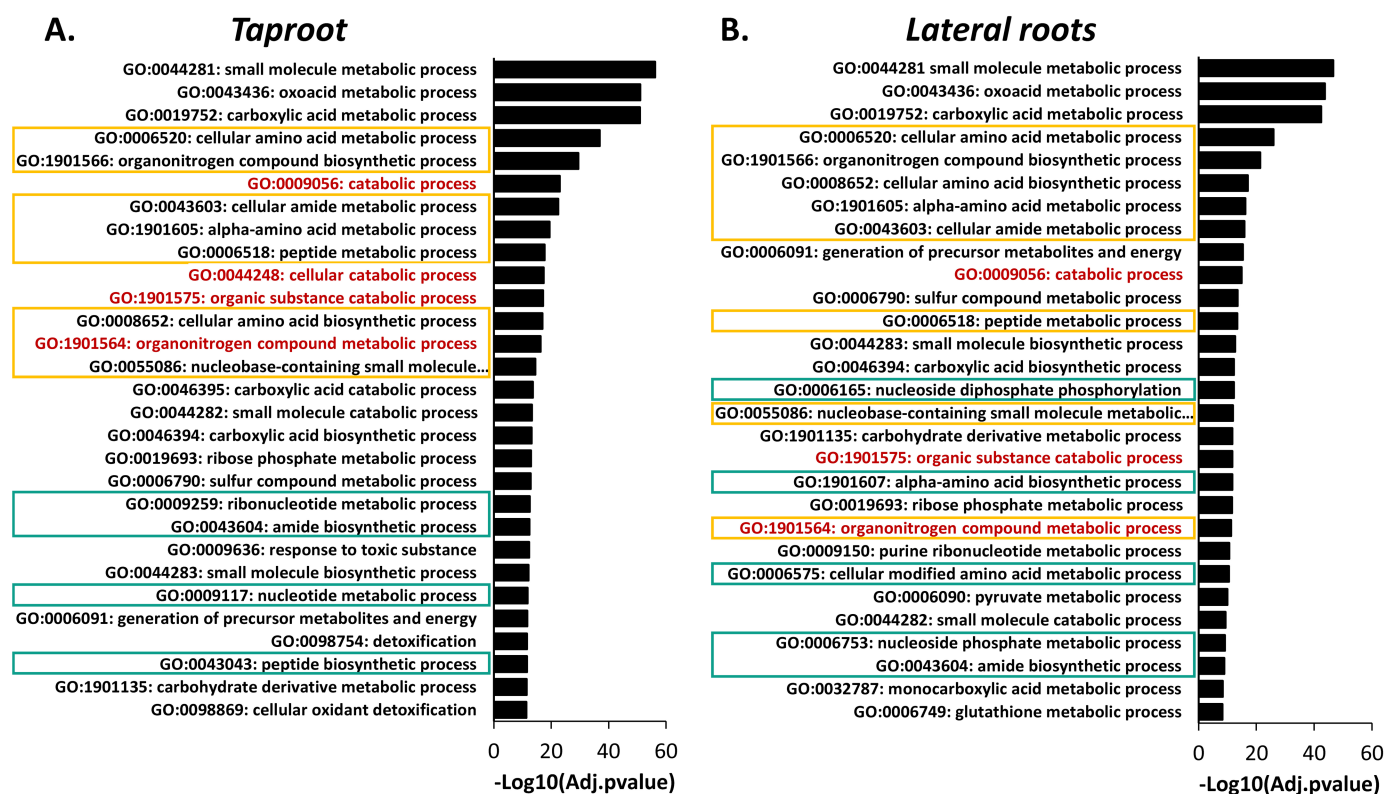 A.
Taproot
GO:0044281: small molecule metabolic process
GO:0043436: oxoacid metabolic process
GO:0019752: carboxylic acid metabolic process
GO:0006520: cellular amino acid metabolic process
GO:1901566: organonitrogen compound biosynthetic process
GO:0009056: catabolic process
GO:0043603: cellular amide metabolic process
GO:1901605: alpha-amino acid metabolic process
GO:0006518: peptide metabolic process
GO:0044248: cellular catabolic process
GO:1901575: organic substance catabolic process
GO:0008652: cellular amino acid biosynthetic process
GO:1901564: organonitrogen compound metabolic process
GO:0055086: nucleobase-containing small molecule...
GO:0046395: carboxylic acid catabolic process
GO:0044282: small molecule catabolic process
GO:0046394: carboxylic acid biosynthetic process
GO:0019693: ribose phosphate metabolic process
GO:0006790: sulfur compound metabolic process
GO:0009259: ribonucleotide metabolic process
GO:0043604: amide biosynthetic process
GO:0009636: response to toxic substance
GO:0044283: small molecule biosynthetic process
GO:0009117: nucleotide metabolic process
GO:0006091: generation of precursor metabolites and energy
GO:0098754: detoxification
GO:0043043: peptide biosynthetic process
GO:1901135: carbohydrate derivative metabolic process
GO:0098869: cellular oxidant detoxification
0 20 40 60
-Log10(Adj.pvalue)
B.
Lateral roots
GO:0044281 small molecule metabolic process
GO:0043436: oxoacid metabolic process
GO:0019752: carboxylic acid metabolic process
GO:0006520: cellular amino acid metabolic process
GO:1901566: organonitrogen compound biosynthetic process
GO:0008652: cellular amino acid biosynthetic process
GO:1901605: alpha-amino acid metabolic process
GO:0043603: cellular amide metabolic process
GO:0006091: generation of precursor metabolites and energy
GO:0009056: catabolic process
GO:0006790: sulfur compound metabolic process
GO:0006518: peptide metabolic process
GO:0044283: small molecule biosynthetic process
GO:0046394: carboxylic acid biosynthetic process
GO:0006165: nucleoside diphosphate phosphorylation
GO:0055086: nucleobase-containing small molecule metabolic...
GO:1901135: carbohydrate derivative metabolic process
GO:1901575: organic substance catabolic process
GO:1901607: alpha-amino acid biosynthetic process
GO:0019693: ribose phosphate metabolic process
GO:1901564: organonitrogen compound metabolic process
GO:0009150: purine ribonucleotide metabolic process
GO:0006575: cellular modified amino acid metabolic process
GO:0006090: pyruvate metabolic process
GO:0044282: small molecule catabolic process
GO:0006753: nucleoside phosphate metabolic process
GO:0043604: amide biosynthetic process
GO:0032787: monocarboxylic acid metabolic process
GO:0006749: glutathione metabolic process
0 20 40 60
-Log10(Adj.pvalue)